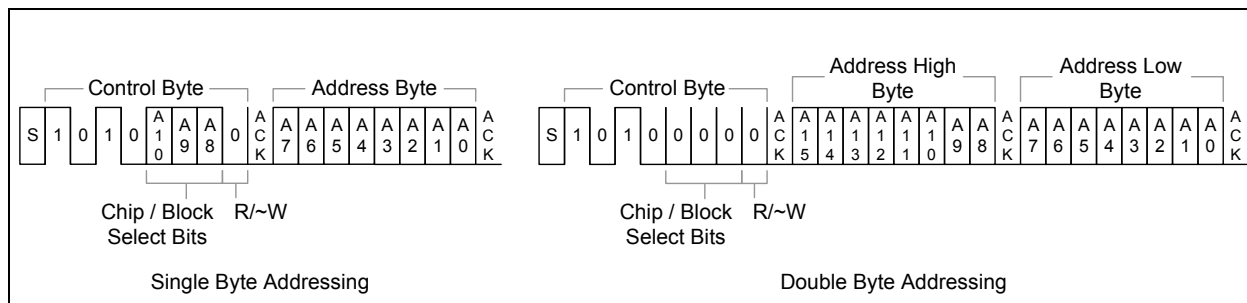 Control Byte
Address Byte
S 1 0 1 0 A10 A9 A8 0 ACK A7 A6 A5 A4 A3 A2 A1 A0 ACK
Chip / Block
Select Bits
R/~W
Single Byte Addressing
Control Byte
Address High
Byte
Address Low
Byte
S 1 0 1 0 0 0 0 0 ACK A15 A14 A13 A12 A11 A10 A9 A8 ACK A7 A6 A5 A4 A3 A2 A1 A0 ACK
Chip / Block
Select Bits
R/~W
Double Byte Addressing